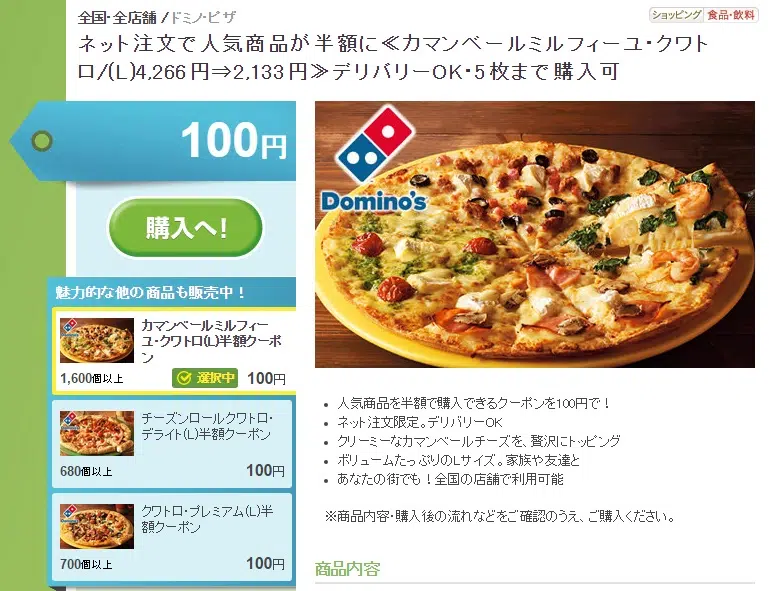 全国・全店舗 / ドミノ・ピザ
ショッピング 食品・飲料
ネット注文で人気商品が半額に≪カマンベールミルフィーユ・クワト
ロ/(L)4,266円⇒2,133円≫デリバリーOK・5枚まで購入可
100円
購入へ!
Domino's
魅力的な他の商品も販売中!
カマンベールミルフィー
ユ・クワトロ(L)半額クーポ
ン
1,600個以上
選択中 100円
チーズンロールクワトロ・
デライト(L)半額クーポン
680個以上
100円
クワトロ・プレミアム(L)半
額クーポン
700個以上
100円
・人気商品を半額で購入できるクーポンを100円で!
・ネット注文限定。デリバリーOK
・クリーミーなカマンベールチーズを、贅沢にトッピング
・ボリュームたっぷりのLサイズ。家族や友達と
・あなたの街でも!全国の店舗で利用可能
※商品内容・購入後の流れなどをご確認のうえ、ご購入ください。
商品内容